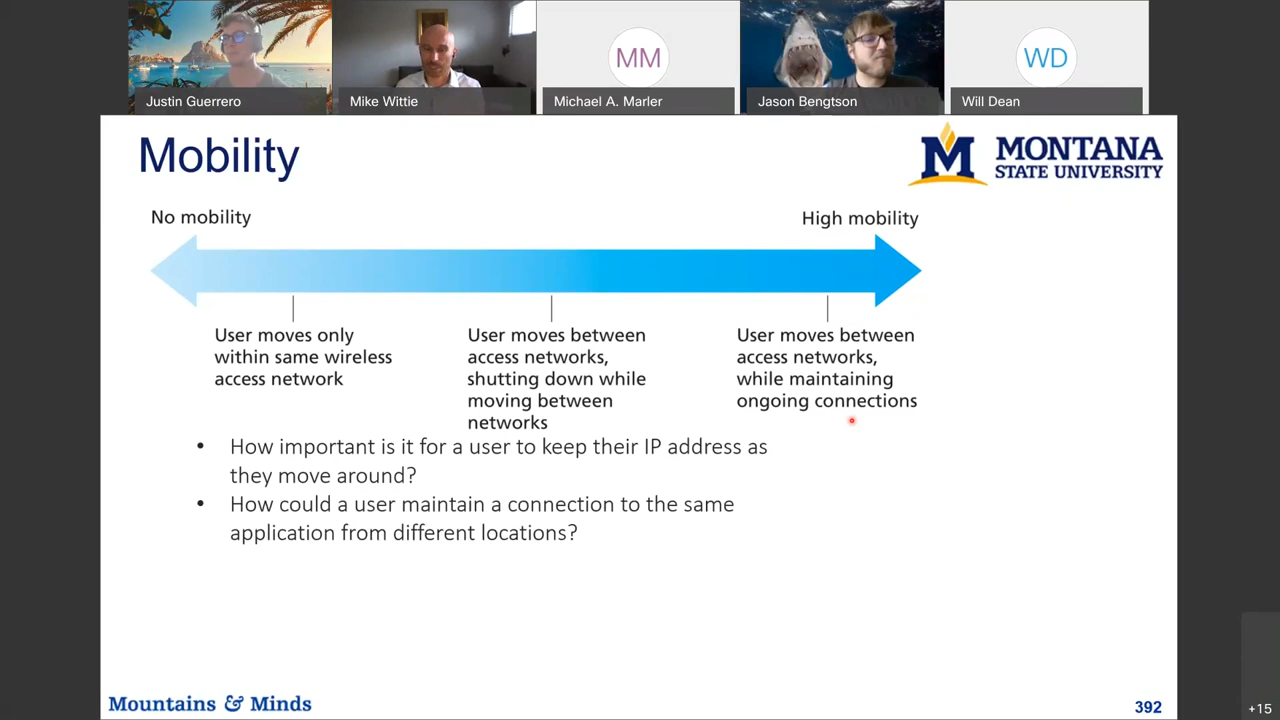 MM
WD
Justin Guerrero
Mike Wittie
Michael A. Marler
Jason Bengtson
Will Dean
Mobility
M
MONTANA
STATE UNIVERSITY
No mobility
High mobility
User moves only
within same wireless
access network
User moves between
access networks,
shutting down while
moving between
networks
User moves between
access networks,
while maintaining
ongoing connections
• How important is it for a user to keep their IP address as
they move around?
• How could a user maintain a connection to the same
application from different locations?
Mountains & Minds
392
+15